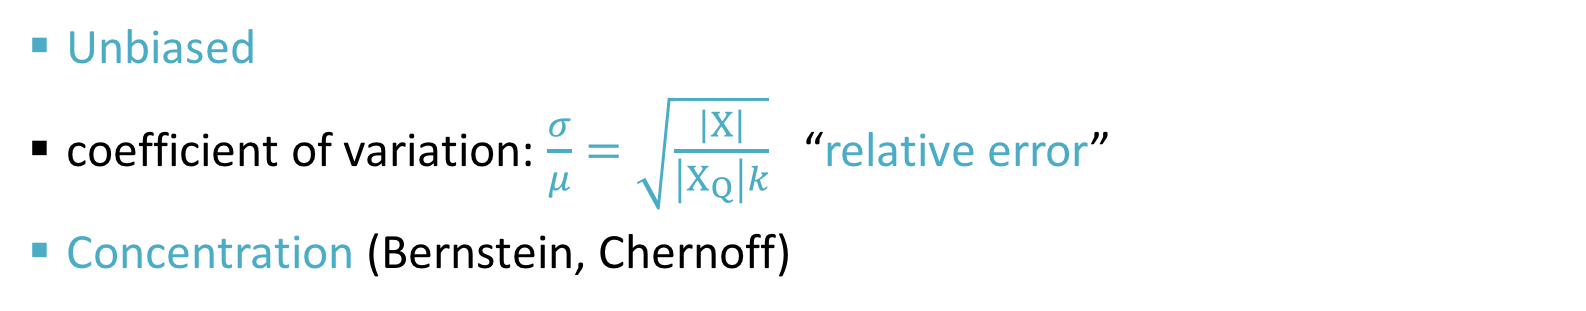 ▪ Unbiased
▪ coefficient of variation: σ/μ = √(|X| / (|X_Q|k)) “relative error”
▪ Concentration (Bernstein, Chernoff)